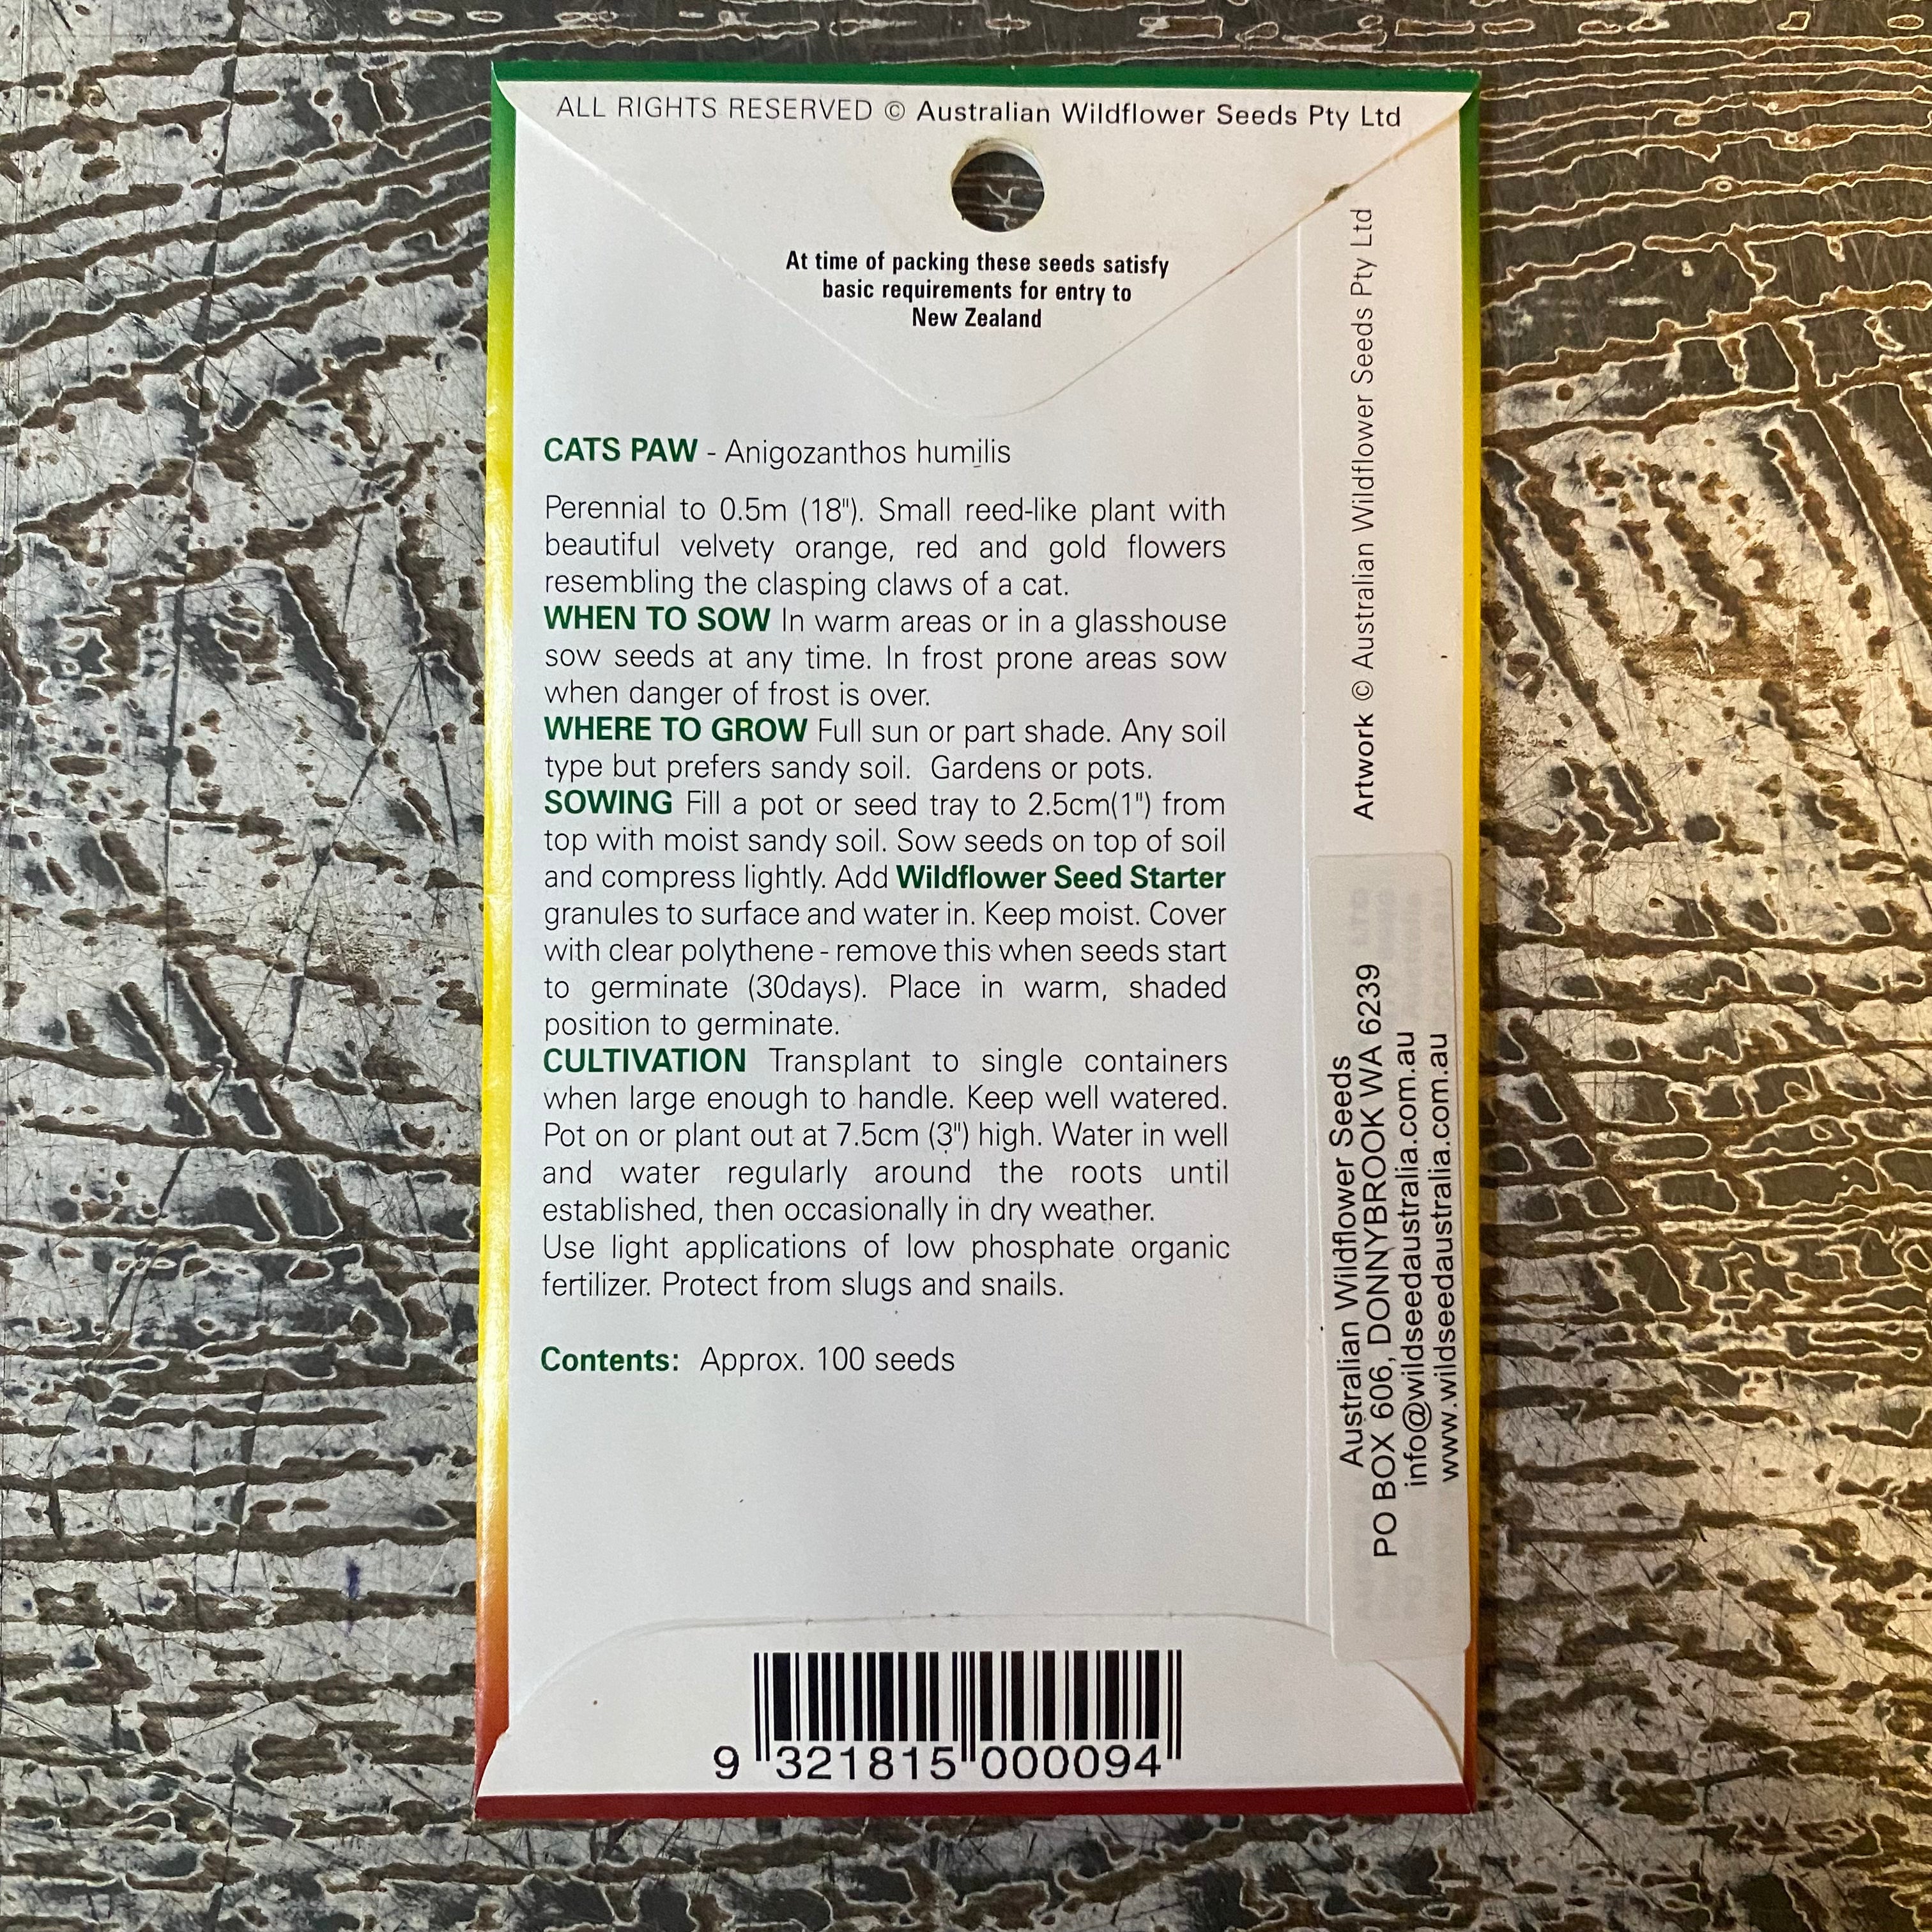 ALL RIGHTS RESERVED © Australian Wildflower Seeds Pty Ltd
At time of packing these seeds satisfy
basic requirements for entry to
New Zealand
CATS PAW - Anigozanthos humilis
Perennial to 0.5m (18"). Small reed-like plant with
beautiful velvety orange, red and gold flowers
resembling the clasping claws of a cat.
WHEN TO SOW In warm areas or in a glasshouse
sow seeds at any time. In frost prone areas sow
when danger of frost is over.
WHERE TO GROW Full sun or part shade. Any soil
type but prefers sandy soil. Gardens or pots.
SOWING Fill a pot or seed tray to 2.5cm(1") from
top with moist sandy soil. Sow seeds on top of soil
and compress lightly. Add Wildflower Seed Starter
granules to surface and water in. Keep moist. Cover
with clear polythene - remove this when seeds start
to germinate (30days). Place in warm, shaded
position to germinate.
CULTIVATION Transplant to single containers
when large enough to handle. Keep well watered.
Pot on or plant out at 7.5cm (3") high. Water in well
and water regularly around the roots until
established, then occasionally in dry weather.
Use light applications of low phosphate organic
fertilizer. Protect from slugs and snails.
Contents: Approx. 100 seeds
Artwork © Australian Wildflower Seeds Pty Ltd
Australian Wildflower Seeds
PO BOX 606, DONNYBROOK WA 6239
info@wildseedaustralia.com.au
www.wildseedaustralia.com.au
9 321815 000094